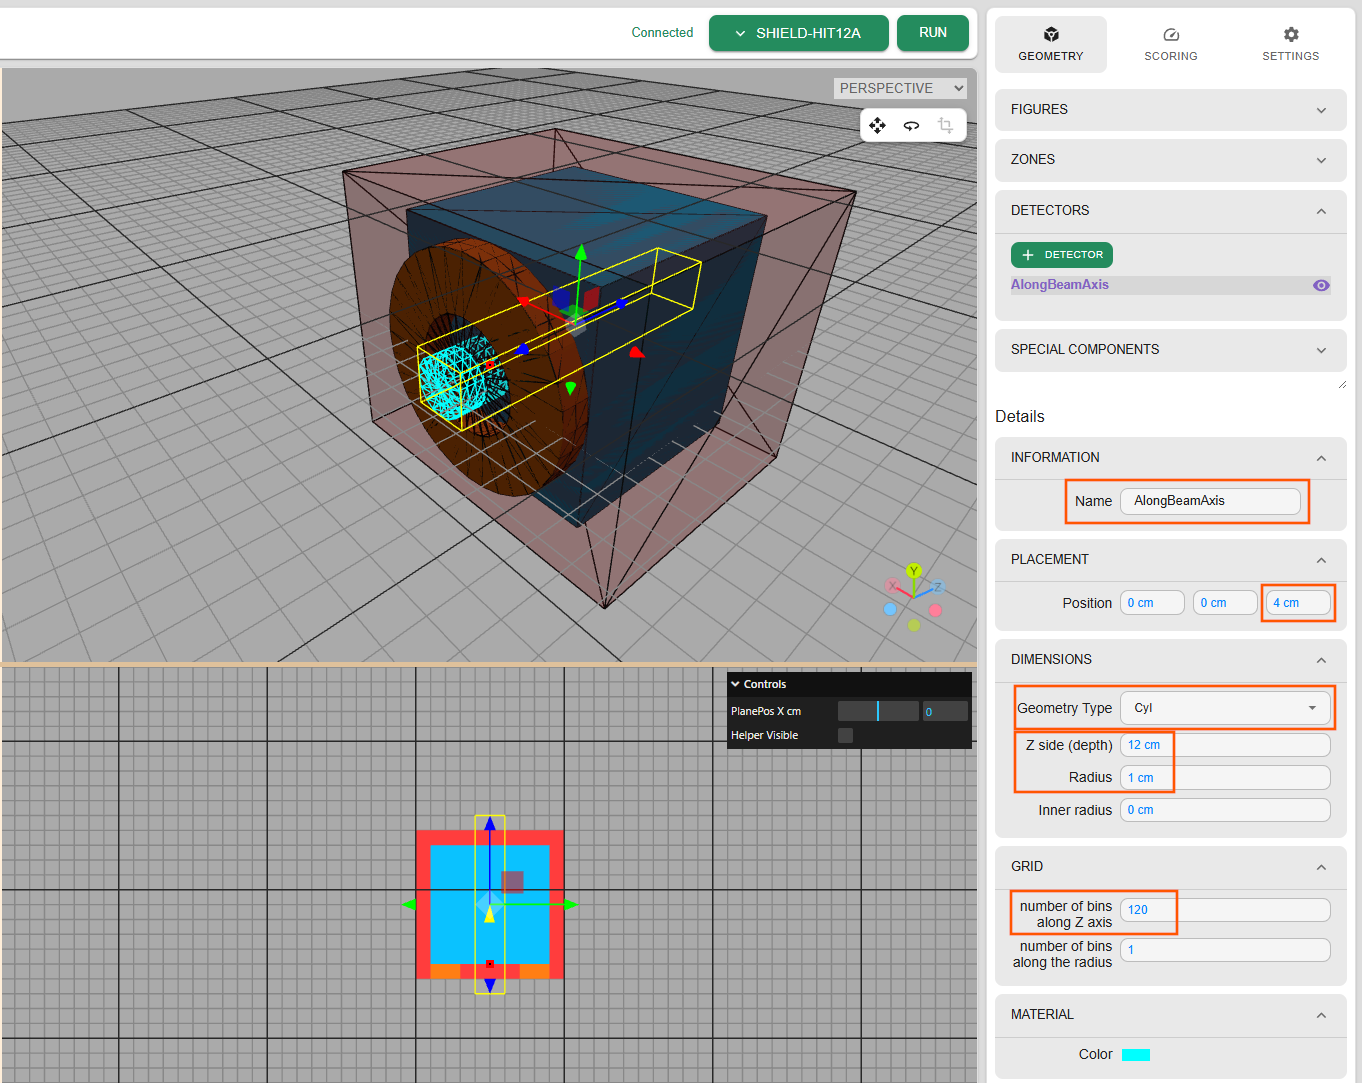 Connected
SHIELD-HIT12A
RUN
GEOMETRY
SCORING
SETTINGS
PERSPECTIVE
FIGURES
ZONES
DETECTORS
+ DETECTOR
AlongBeamAxis
SPECIAL COMPONENTS
Details
INFORMATION
Name AlongBeamAxis
PLACEMENT
Position 0 cm 0 cm 4 cm
DIMENSIONS
Geometry Type Cyl
Z side (depth) 12 cm
Radius 1 cm
Inner radius 0 cm
GRID
number of bins
along Z axis 120
number of bins
along the radius 1
MATERIAL
Color
Y
X
Z
Controls
PlanePos X cm 0
Helper Visible